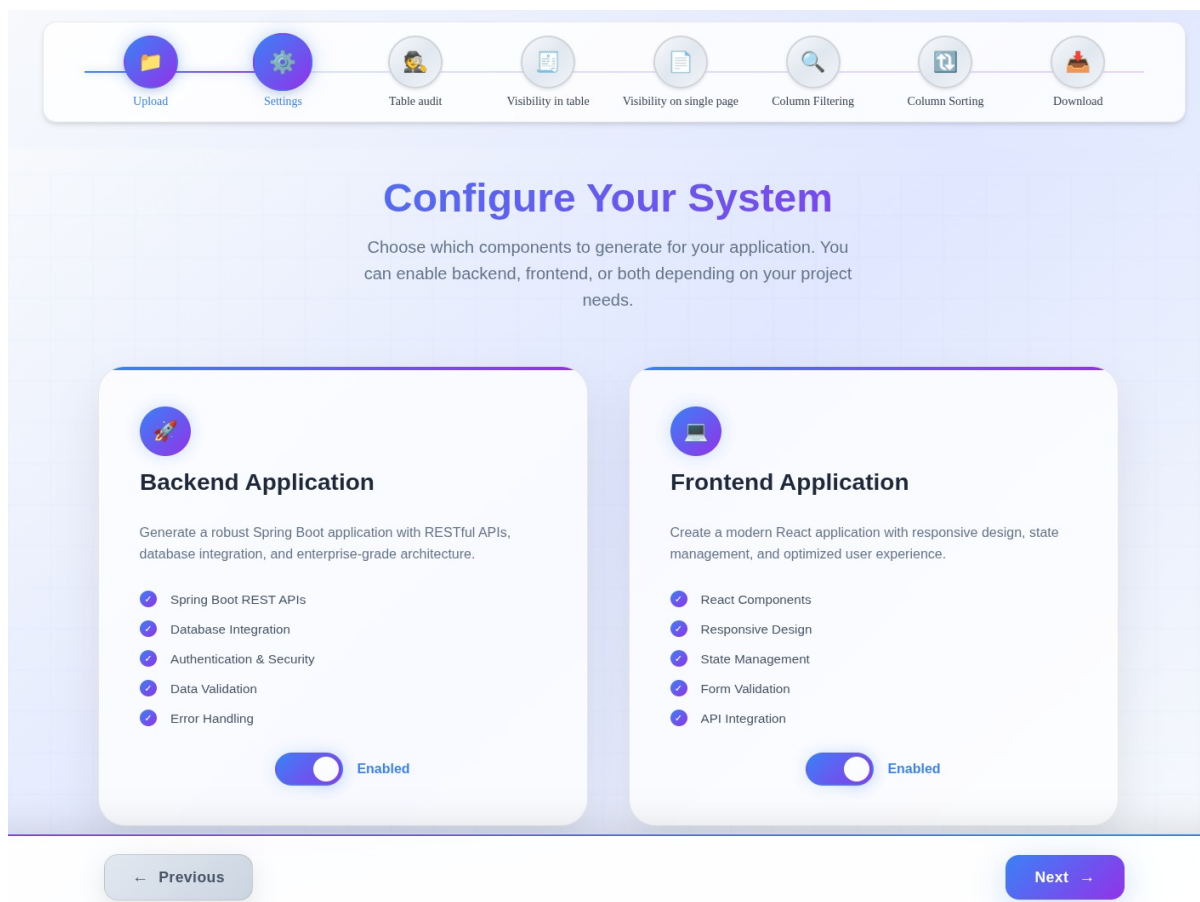 Upload
Settings
Table audit
Visibility in table
Visibility on single page
Column Filtering
Column Sorting
Download
Configure Your System
Choose which components to generate for your application. You
can enable backend, frontend, or both depending on your project
needs.
Backend Application
Generate a robust Spring Boot application with RESTful APIs,
database integration, and enterprise-grade architecture.
✓ Spring Boot REST APIs
✓ Database Integration
✓ Authentication & Security
✓ Data Validation
✓ Error Handling
Enabled
Frontend Application
Create a modern React application with responsive design, state
management, and optimized user experience.
✓ React Components
✓ Responsive Design
✓ State Management
✓ Form Validation
✓ API Integration
Enabled
← Previous
Next →